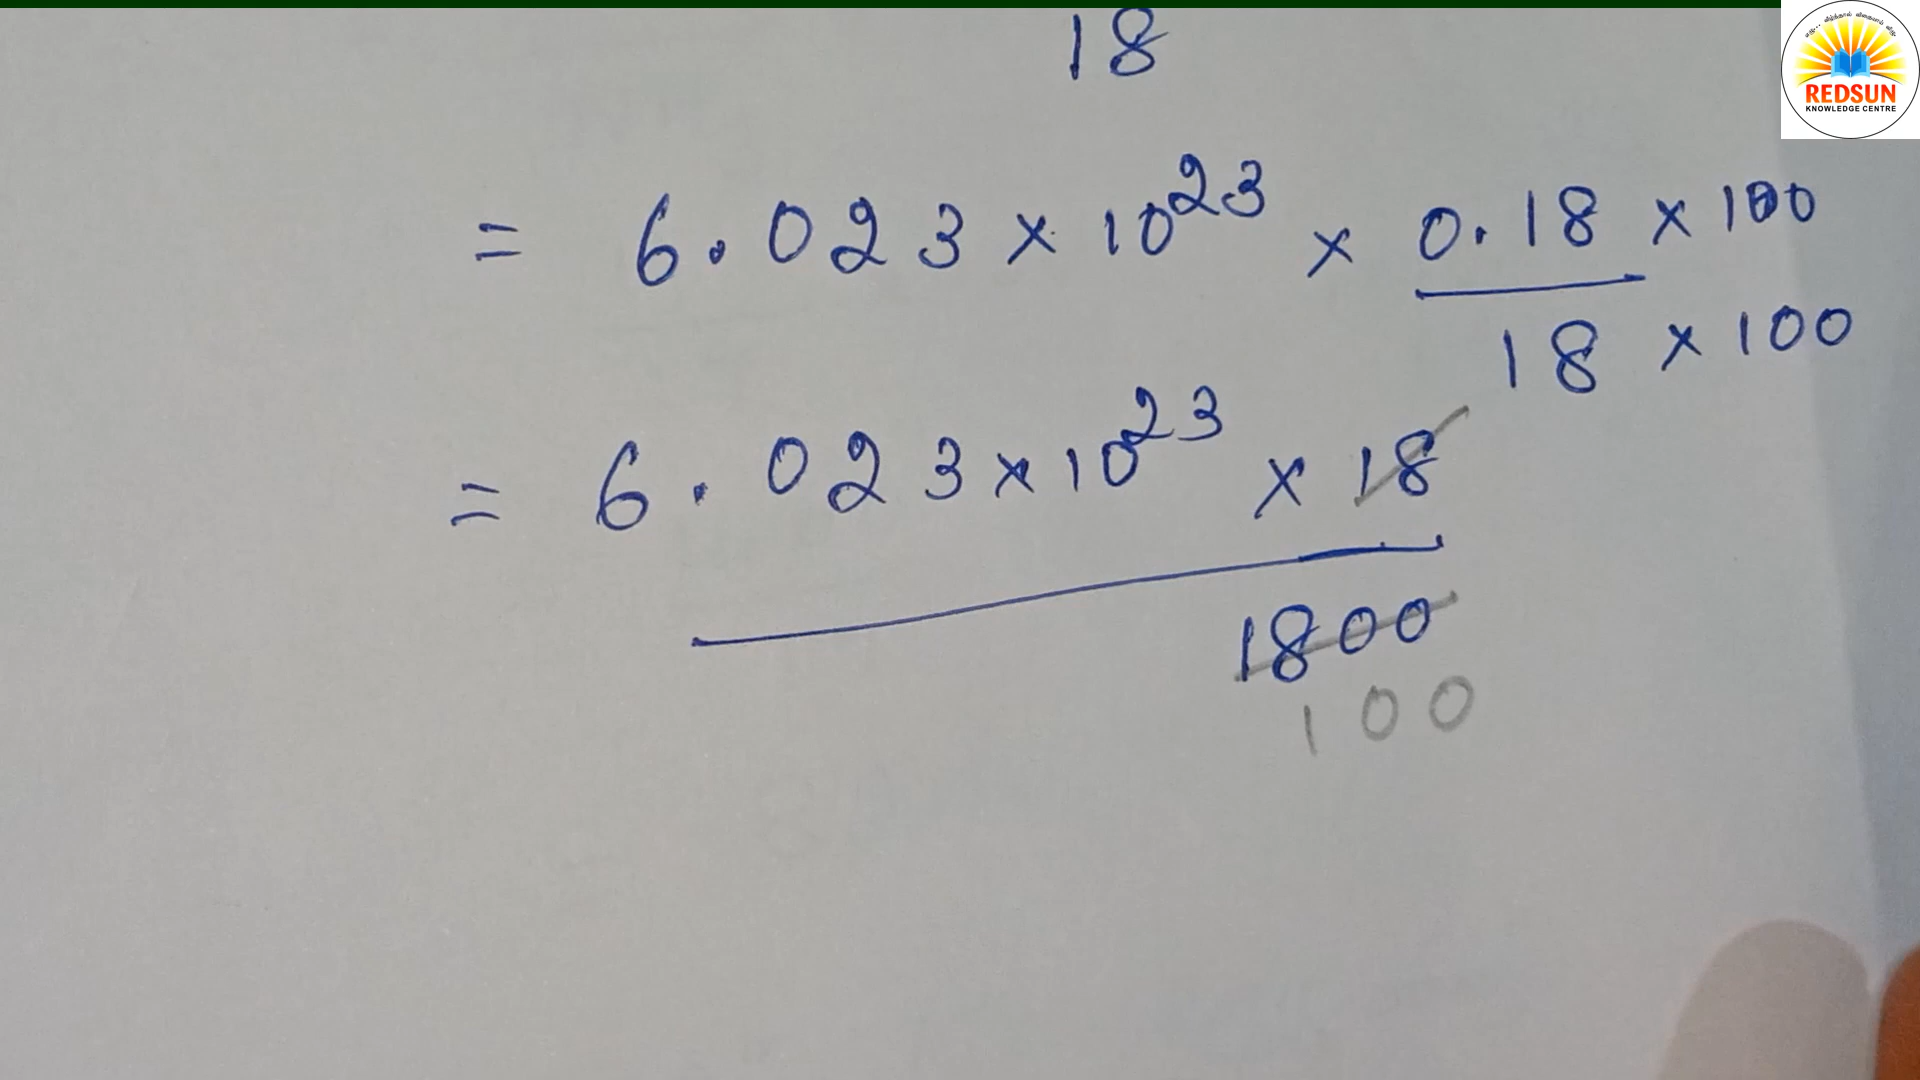 18
REDSUN
KNOWLEDGE CENTRE
= 6.023 × 10²³ × 0.18 × 100
18 × 100
= 6.023 × 10²³ × 18
1800
100